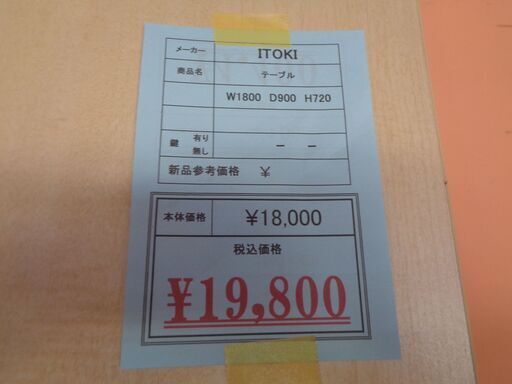 メーカー ITOKI
商品名 テーブル
W1800 D900 H720
鍵 有り 無し — —
新品参考価格 ¥
本体価格 ¥18,000
税込価格
¥19,800